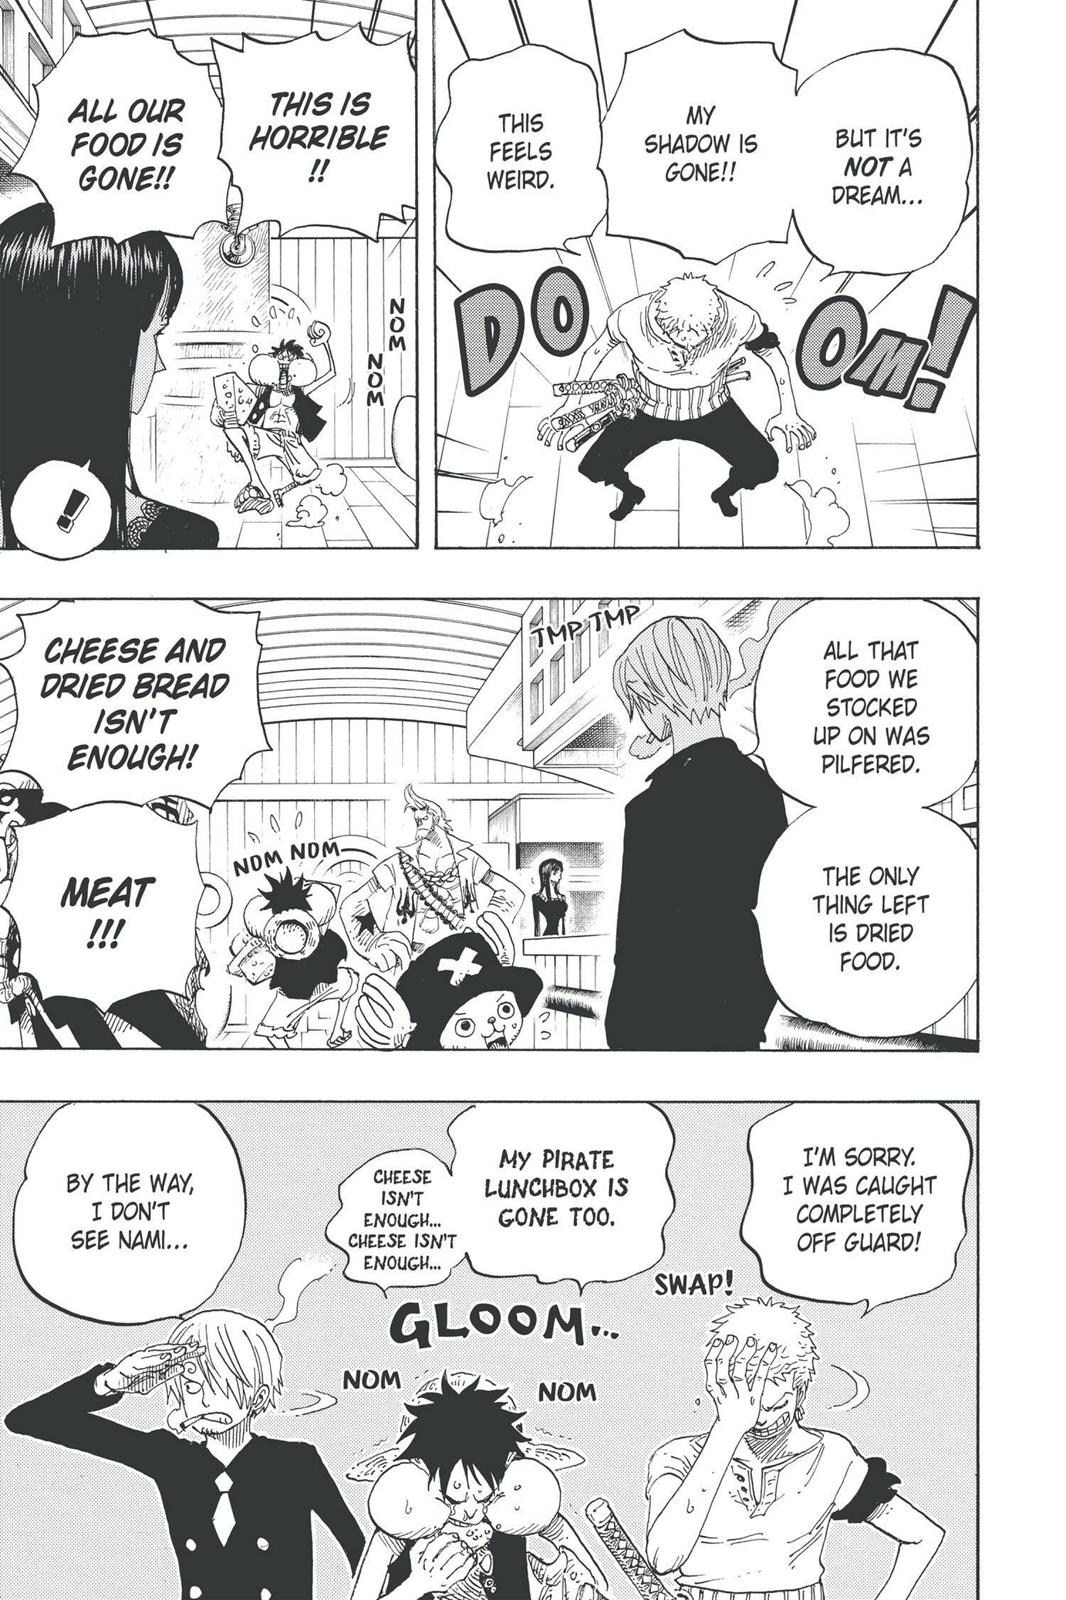 BUT IT'S
NOT A
DREAM...
MY
SHADOW IS
GONE!!
THIS
FEELS
WEIRD.
DOOM!
THIS IS
HORRIBLE
!!
ALL OUR
FOOD IS
GONE!!
NOM
NOM
!
ALL THAT
FOOD WE
STOCKED
UP ON WAS
PILFERED.
THE ONLY
THING LEFT
IS DRIED
FOOD.
TMP TMP
CHEESE AND
DRIED BREAD
ISN'T
ENOUGH!
MEAT
!!!
NOM NOM
I'M SORRY.
I WAS CAUGHT
COMPLETELY
OFF GUARD!
SWAP!
MY PIRATE
LUNCHBOX IS
GONE TOO.
CHEESE
ISN'T
ENOUGH...
CHEESE ISN'T
ENOUGH...
GLOOM...
NOM
NOM
BY THE WAY,
I DON'T
SEE NAMI...